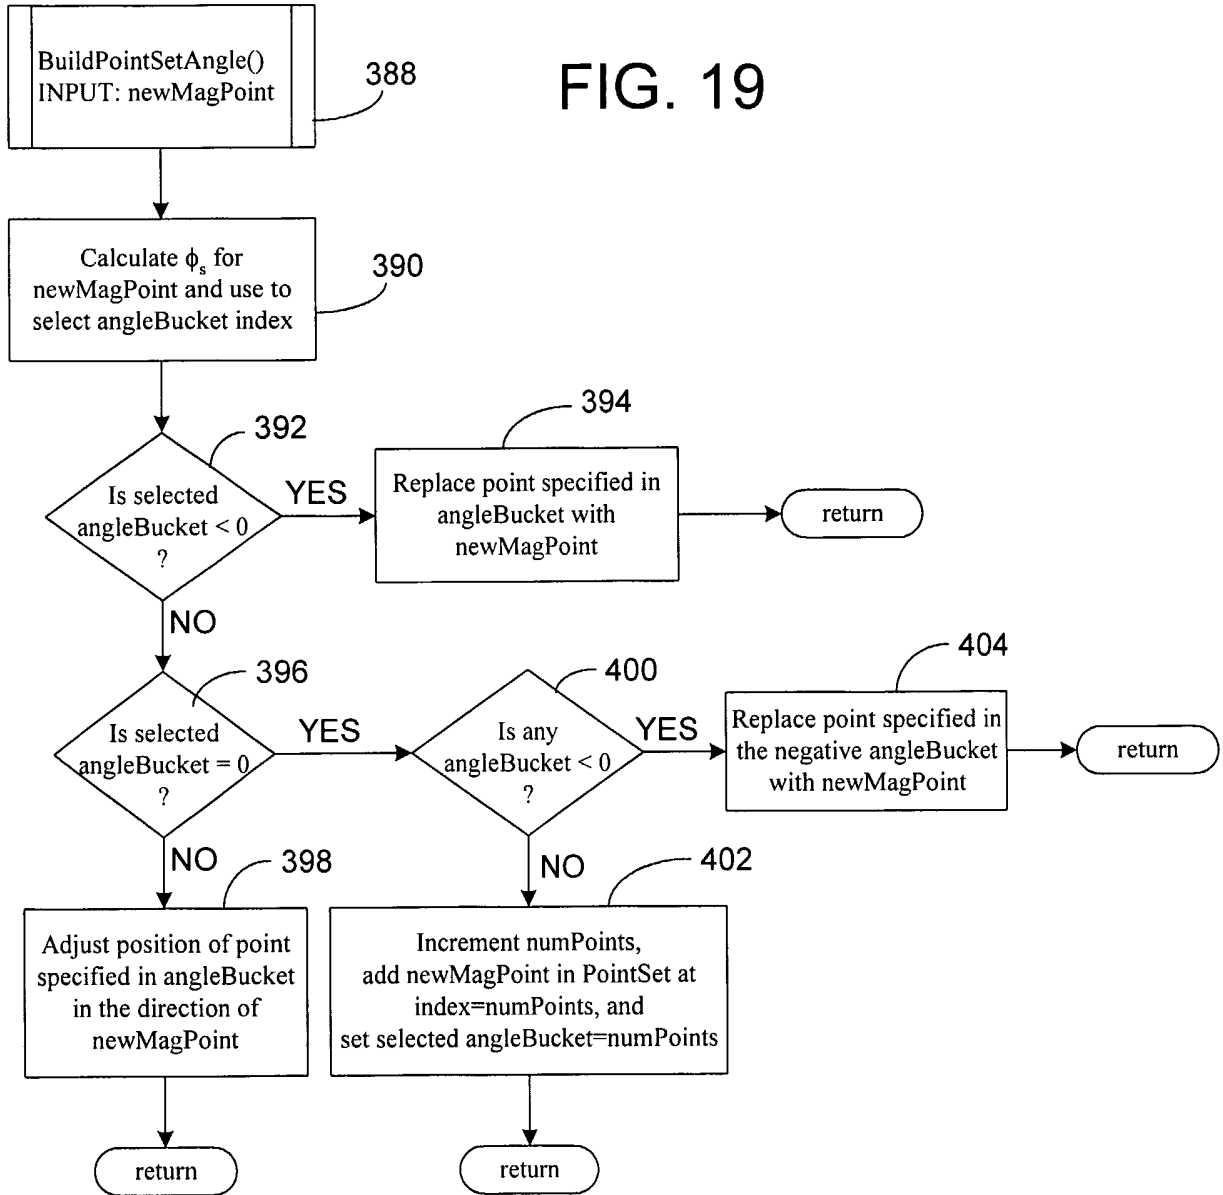 BuildPointSetAngle()
INPUT: newMagPoint
388
FIG. 19
Calculate ϕs for
newMagPoint and use to
select angleBucket index
390
392
Is selected
angleBucket < 0
?
YES
394
Replace point specified in
angleBucket with
newMagPoint
return
NO
396
Is selected
angleBucket = 0
?
YES
400
Is any
angleBucket < 0
?
YES
404
Replace point specified in
the negative angleBucket
with newMagPoint
return
NO
398
Adjust position of point
specified in angleBucket
in the direction of
newMagPoint
return
NO
402
Increment numPoints,
add newMagPoint in PointSet at
index=numPoints, and
set selected angleBucket=numPoints
return